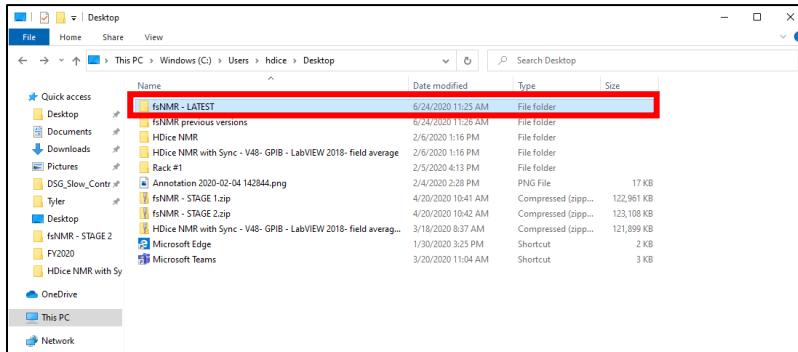 Desktop
File Home Share View
This PC > Windows (C:) > Users > hdice > Desktop Search Desktop
Name Date modified Type Size
Quick access
Desktop
Documents
Downloads
Pictures
DSG_Slow_Contr
Tyler
Desktop
fsNMR - STAGE 2
FY2020
HDice NMR with Sy
OneDrive
This PC
Network
fsNMR - LATEST 6/24/2020 11:25 AM File folder
fsNMR previous versions 6/24/2020 11:26 AM File folder
HDice NMR 2/6/2020 1:16 PM File folder
HDice NMR with Sync - V48- GPIB - LabVIEW 2018- field average 2/6/2020 1:16 PM File folder
Rack #1 2/5/2020 4:13 PM File folder
Annotation 2020-02-04 142844.png 2/4/2020 2:28 PM PNG File 17 KB
fsNMR - STAGE 1.zip 4/20/2020 10:41 AM Compressed (zipp... 122,961 KB
fsNMR - STAGE 2.zip 4/20/2020 10:42 AM Compressed (zipp... 123,108 KB
HDice NMR with Sync - V48- GPIB - LabVIEW 2018- field averag... 3/18/2020 8:37 AM Compressed (zipp... 121,899 KB
Microsoft Edge 1/30/2020 3:25 PM Shortcut 2 KB
Microsoft Teams 3/20/2020 11:04 AM Shortcut 3 KB